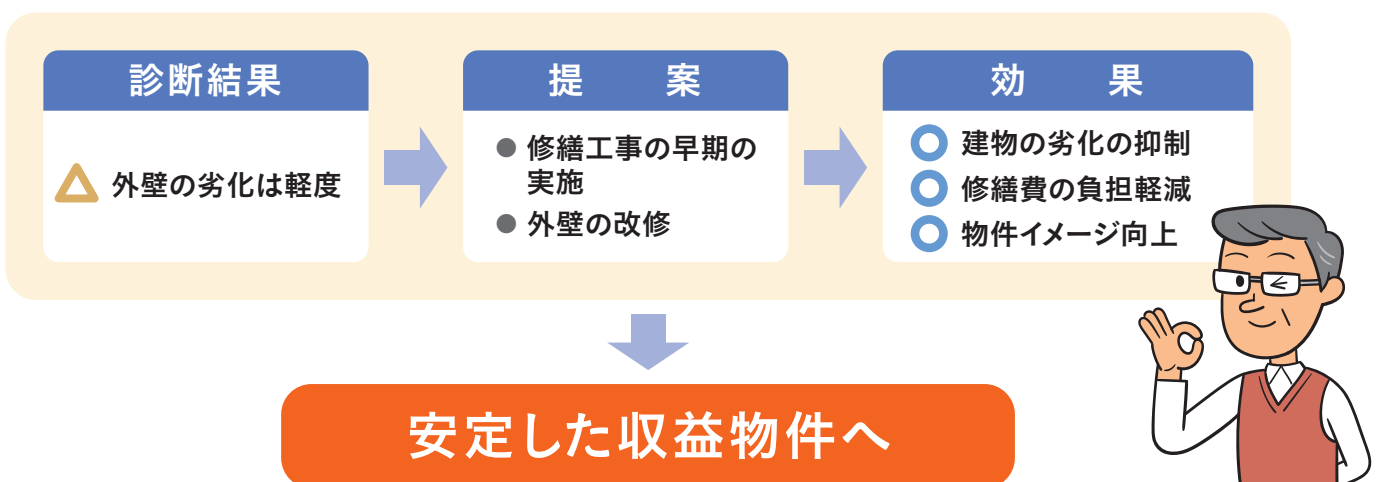 診断結果
外壁の劣化は軽度
提 案
● 修繕工事の早期の
実施
● 外壁の改修
効 果
建物の劣化の抑制
修繕費の負担軽減
物件イメージ向上
安定した収益物件へ